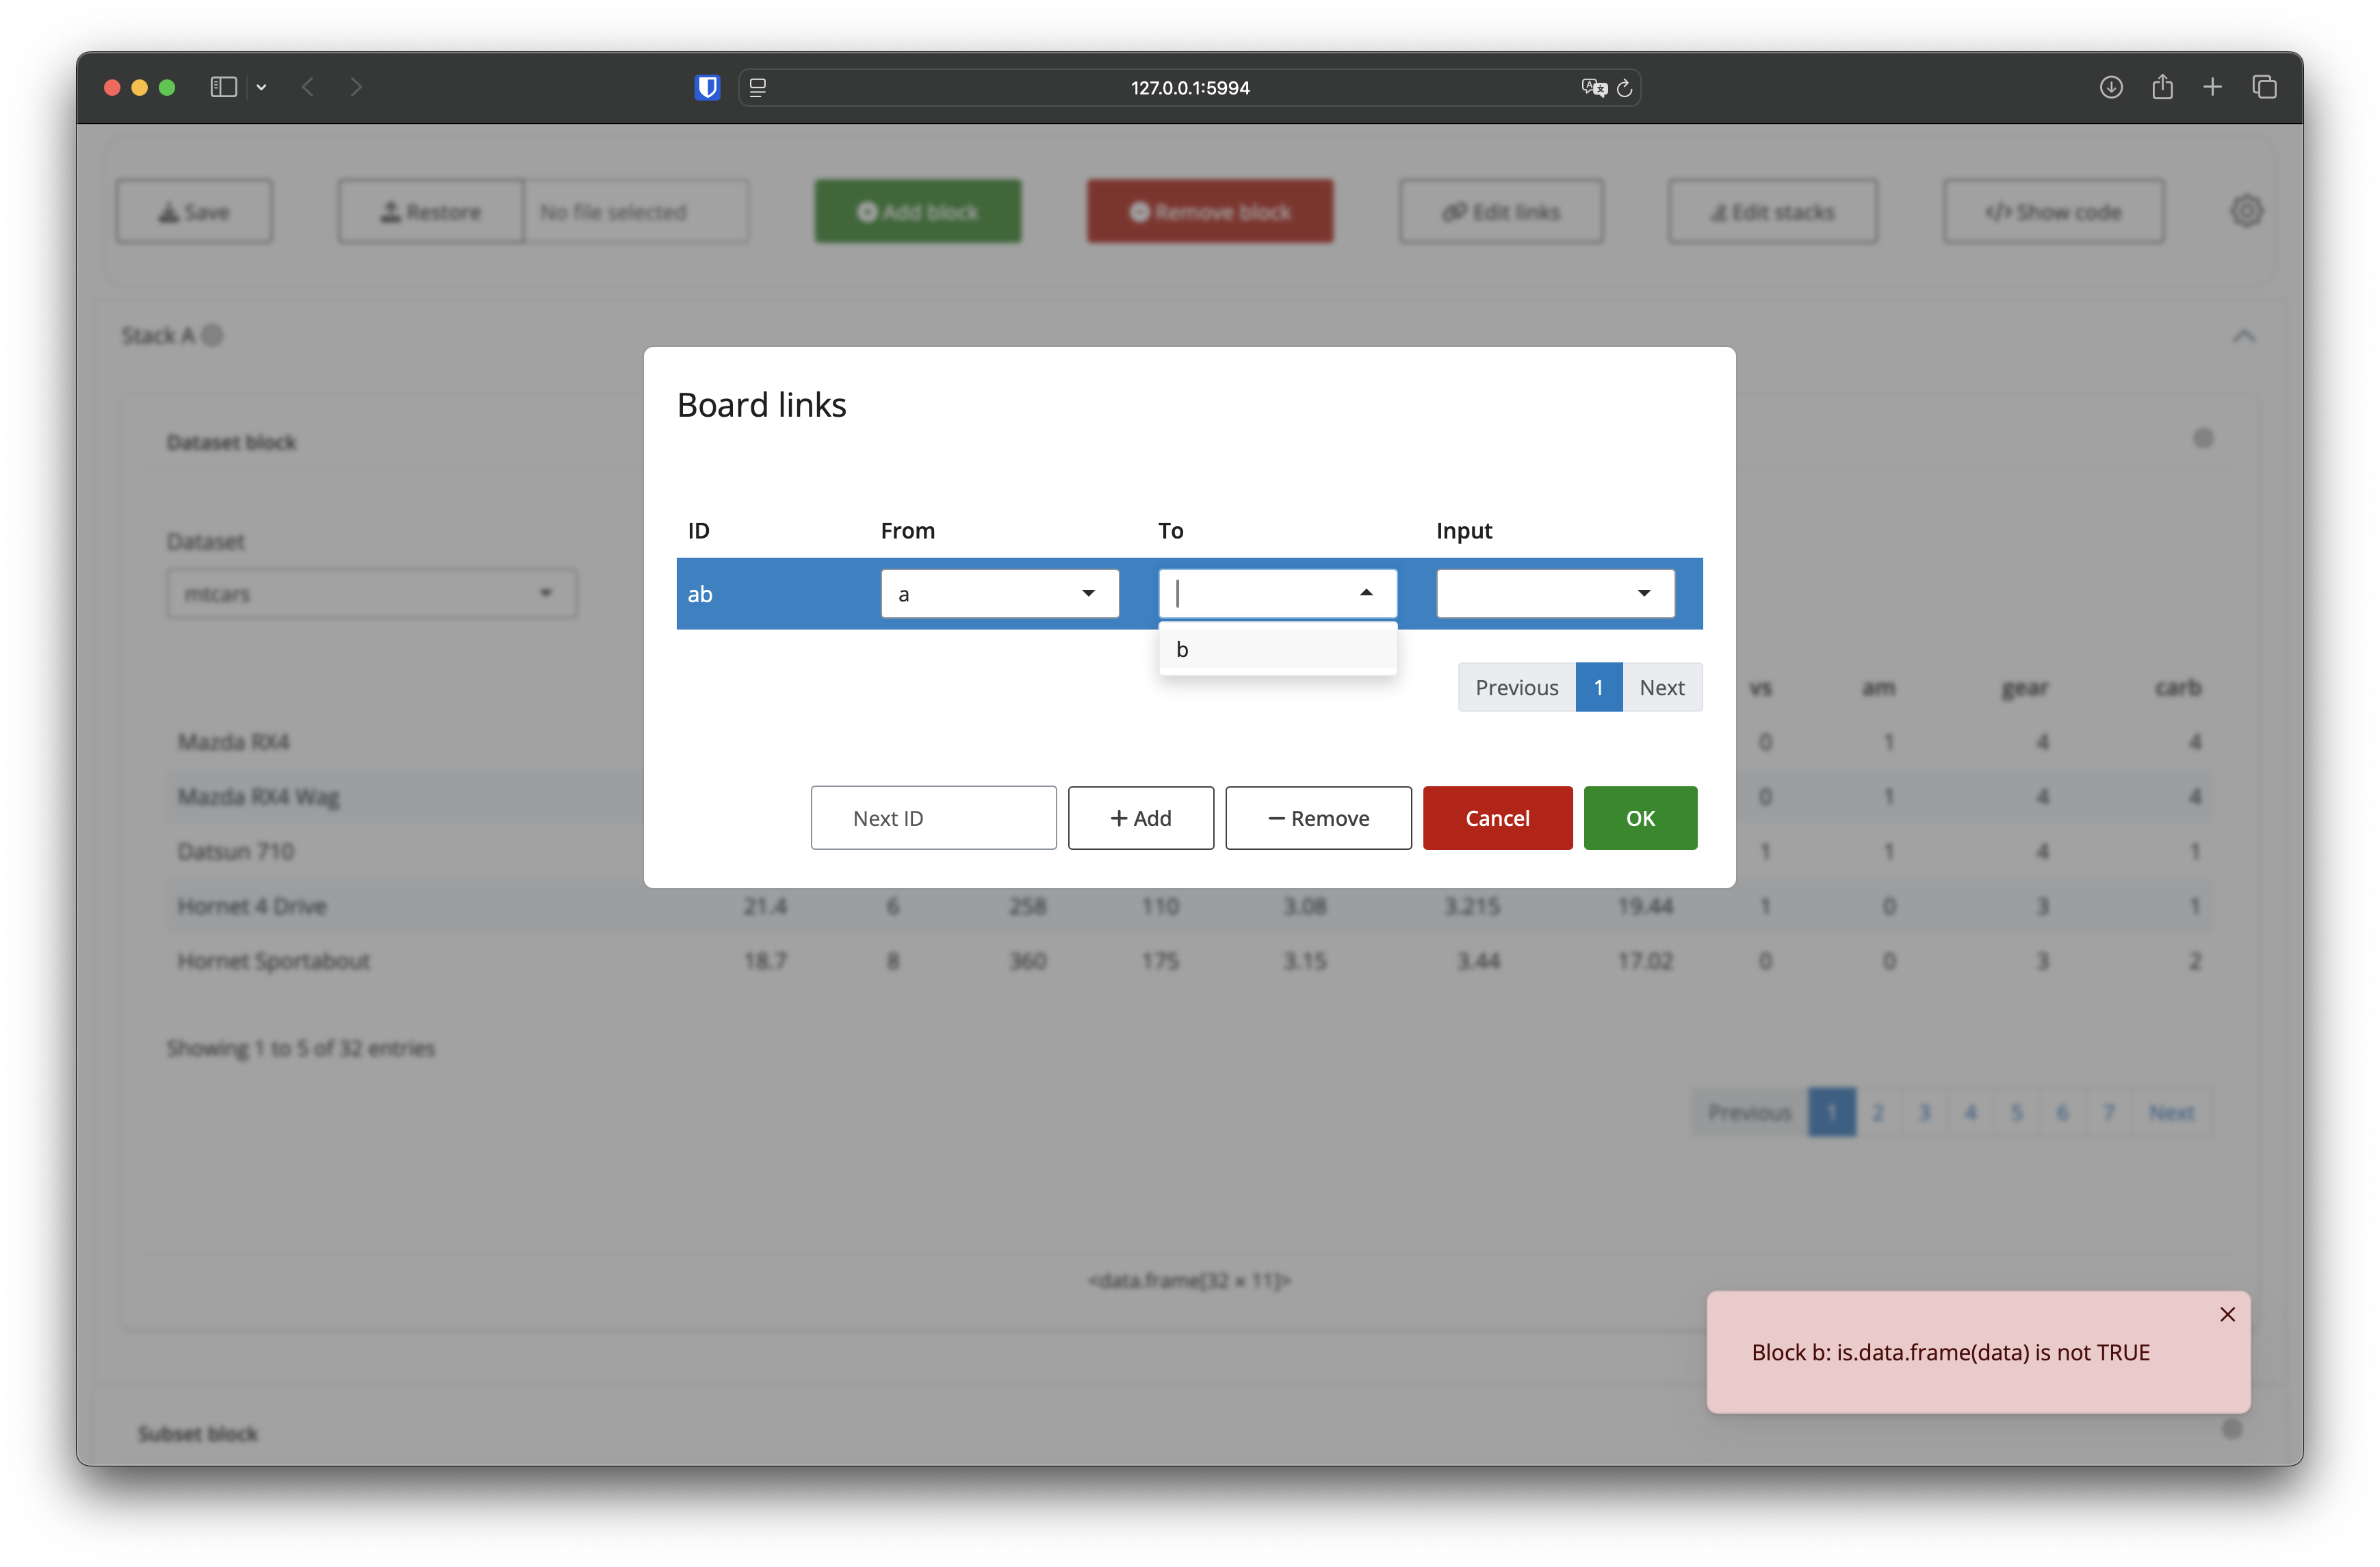 127.0.0.1:5994
Save
Restore No file selected
Add block
Remove block
Edit links
Edit stacks
</> Show code
Stack A
Dataset block
Dataset
mtcars
Board links
ID From To Input
ab a
b
Previous 1 Next
Next ID
+ Add
− Remove
Cancel
OK
vs am gear carb
Mazda RX4 0 1 4 4
Mazda RX4 Wag 0 1 4 4
Datsun 710 1 1 4 1
Hornet 4 Drive 21.4 6 258 110 3.08 3.215 19.44 1 0 3 1
Hornet Sportabout 18.7 8 360 175 3.15 3.44 17.02 0 0 3 2
Showing 1 to 5 of 32 entries
Previous 1 2 3 4 5 6 7 Next
<data.frame[32 × 11]>
Block b: is.data.frame(data) is not TRUE
Subset block